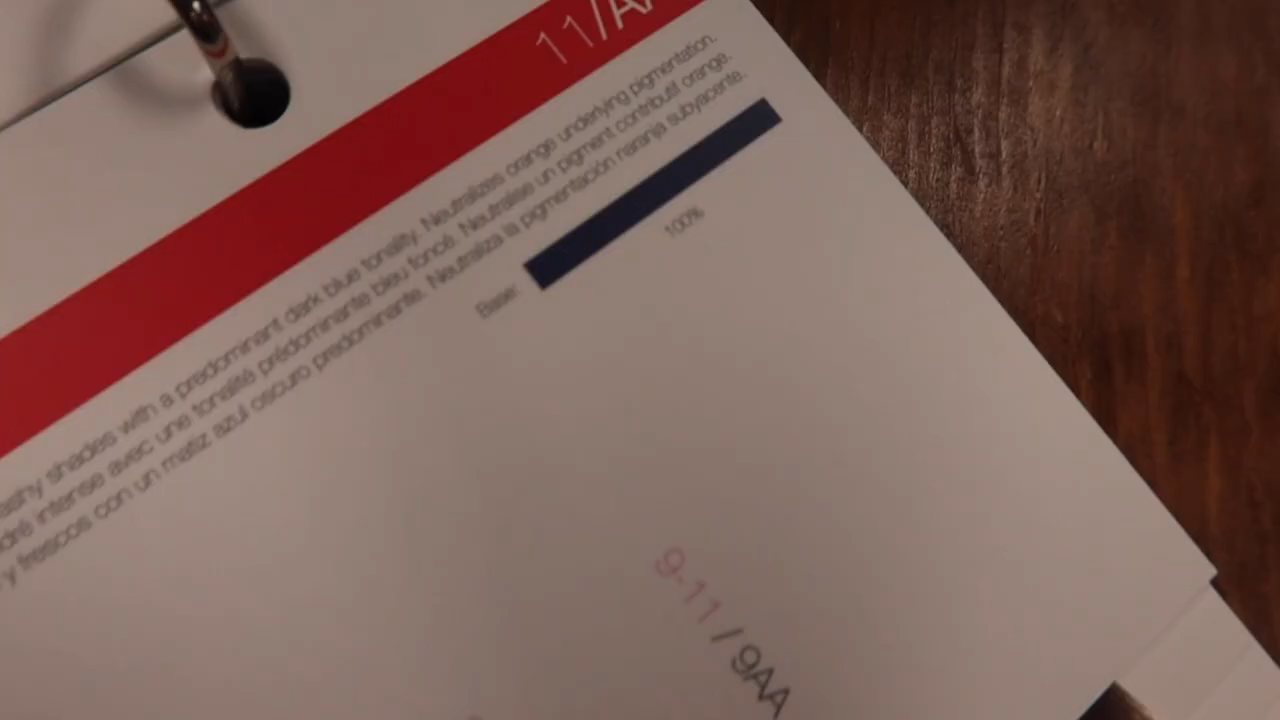 11/AA
ashy shades with a predominant dark blue tonality. Neutralizes orange underlying pigmentation.
dré intense avec une tonalité prédominante bleu foncé. Neutralise un pigment contributif orange.
y frescos con un matiz azul oscuro predominante. Neutraliza la pigmentación naranja subyacente.
Base:
100%
9-11 / 9AA